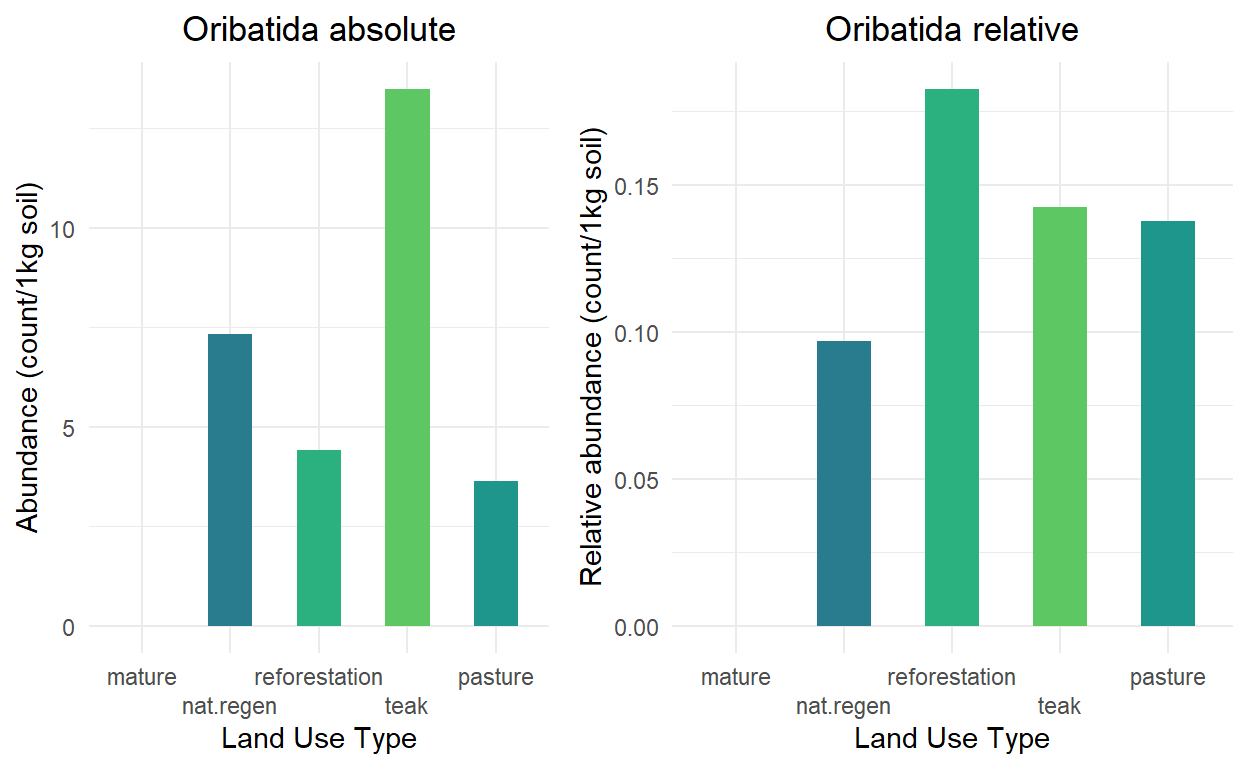 Oribatida absolute
Abundance (count/1kg soil)
10
5
0
mature
nat.regen
reforestation
teak
pasture
Land Use Type
Oribatida relative
Relative abundance (count/1kg soil)
0.15
0.10
0.05
0.00
mature
nat.regen
reforestation
teak
pasture
Land Use Type